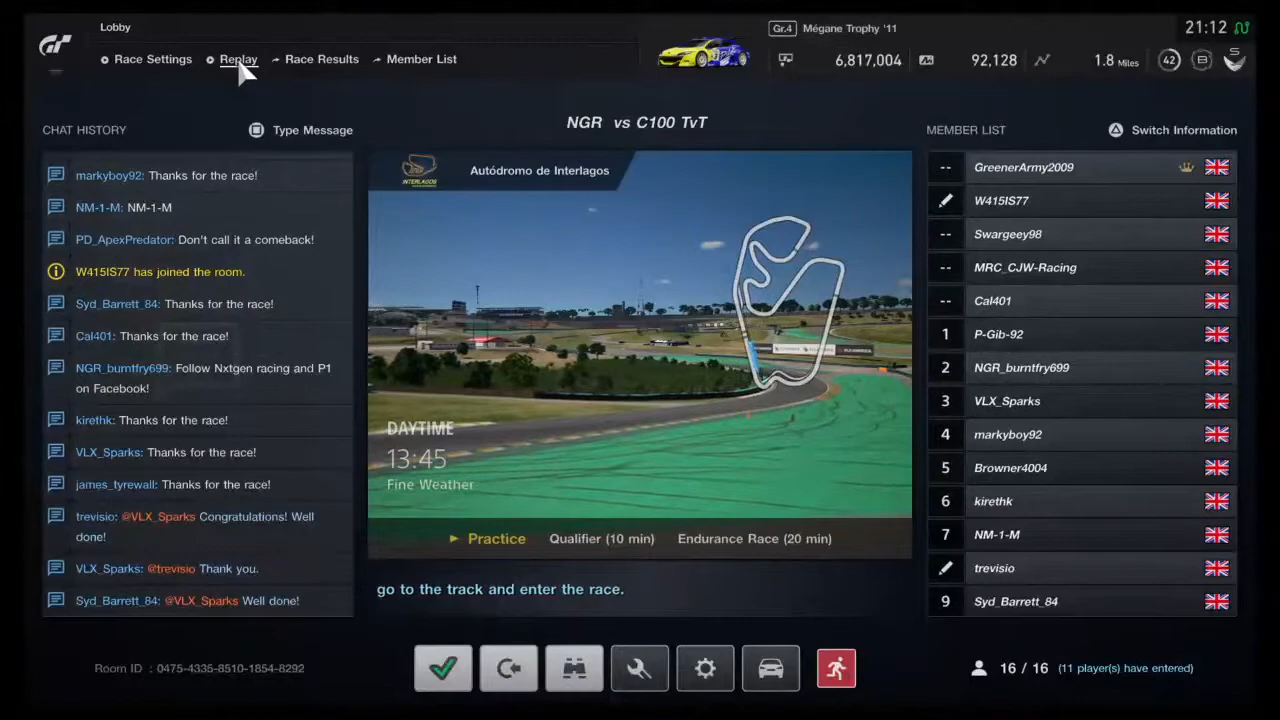 Lobby
Race Settings
Replay
Race Results
Member List
Gr.4 Mégane Trophy '11
6,817,004
92,128
1.8 Miles
42
B
S
21:12
CHAT HISTORY
Type Message
markyboy92: Thanks for the race!
NM-1-M: NM-1-M
PD_ApexPredator: Don't call it a comeback!
W415IS77 has joined the room.
Syd_Barrett_84: Thanks for the race!
Cal401: Thanks for the race!
NGR_burntfry699: Follow Nxtgen racing and P1
on Facebook!
kirethk: Thanks for the race!
VLX_Sparks: Thanks for the race!
james_tyrewall: Thanks for the race!
trevisio: @VLX_Sparks Congratulations! Well
done!
VLX_Sparks: @trevisio Thank you.
Syd_Barrett_84: @VLX_Sparks Well done!
NGR vs C100 TvT
INTERLAGOS
Autódromo de Interlagos
DAYTIME
13:45
Fine Weather
Practice
Qualifier (10 min)
Endurance Race (20 min)
go to the track and enter the race.
MEMBER LIST
Switch Information
-- GreenerArmy2009
W415IS77
-- Swargeey98
-- MRC_CJW-Racing
-- Cal401
1 P-Gib-92
2 NGR_burntfry699
3 VLX_Sparks
4 markyboy92
5 Browner4004
6 kirethk
7 NM-1-M
trevisio
9 Syd_Barrett_84
Room ID : 0475-4335-8510-1854-8292
16 / 16 (11 player(s) have entered)